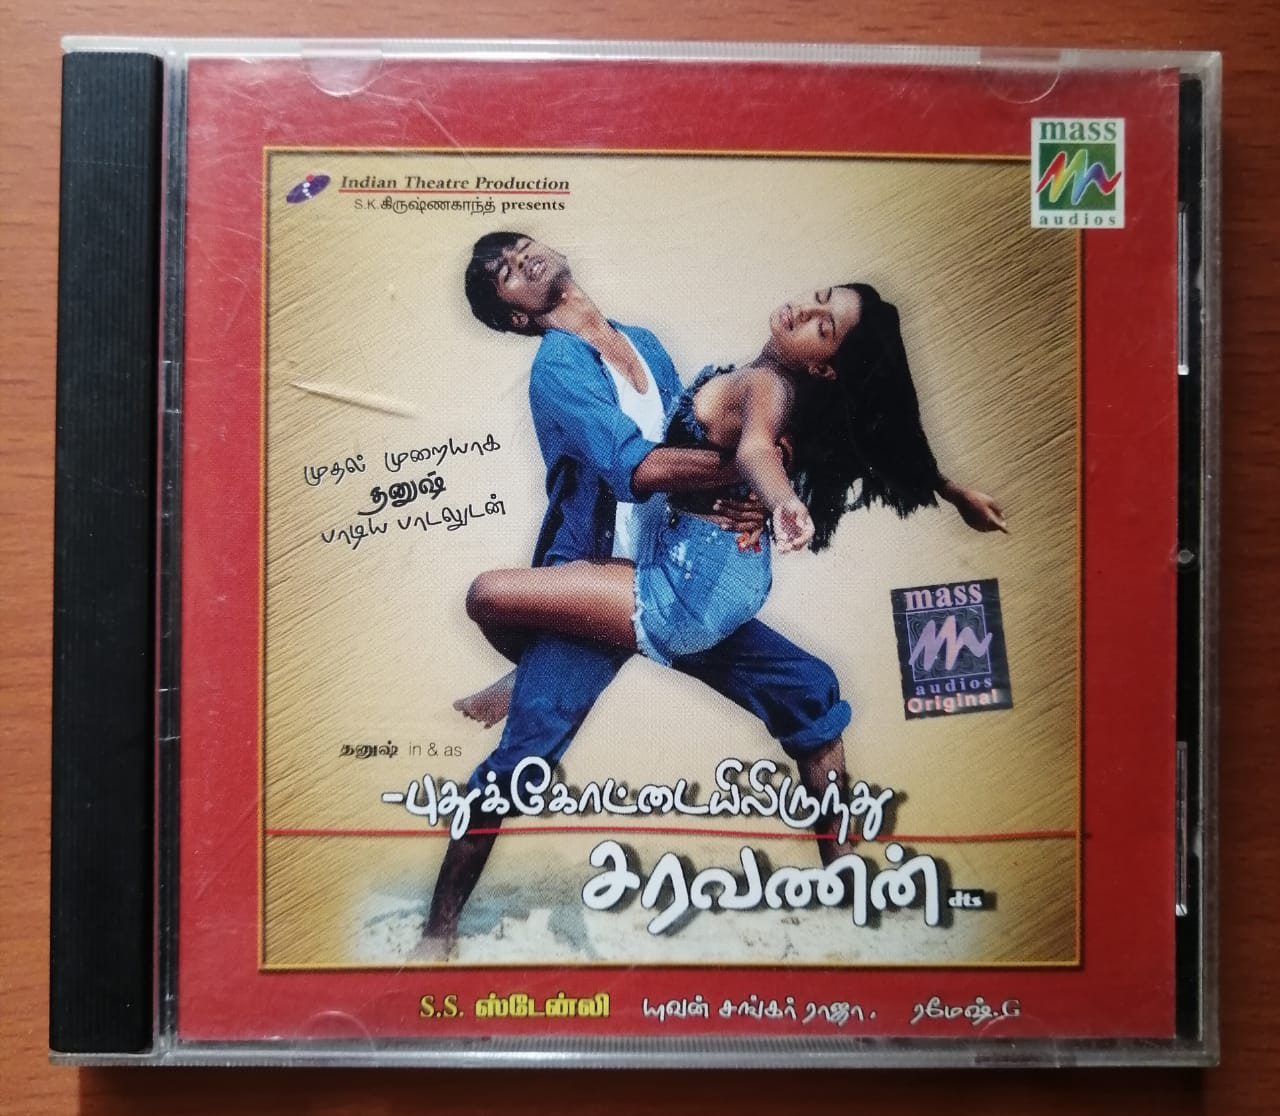 mass
audios
Indian Theatre Production
S.K.கிருஷ்ணகாந்த் presents
முதல் முறையாக
தனுஷ்
பாடிய பாடலுடன்
mass
audios
Original
தனுஷ் in & as
புதுக்கோட்டையிலிருந்து
சரவணன்
dts
S.S. ஸ்டேன்லி யுவன் சங்கர் ராஜா. ரமேஷ்.G